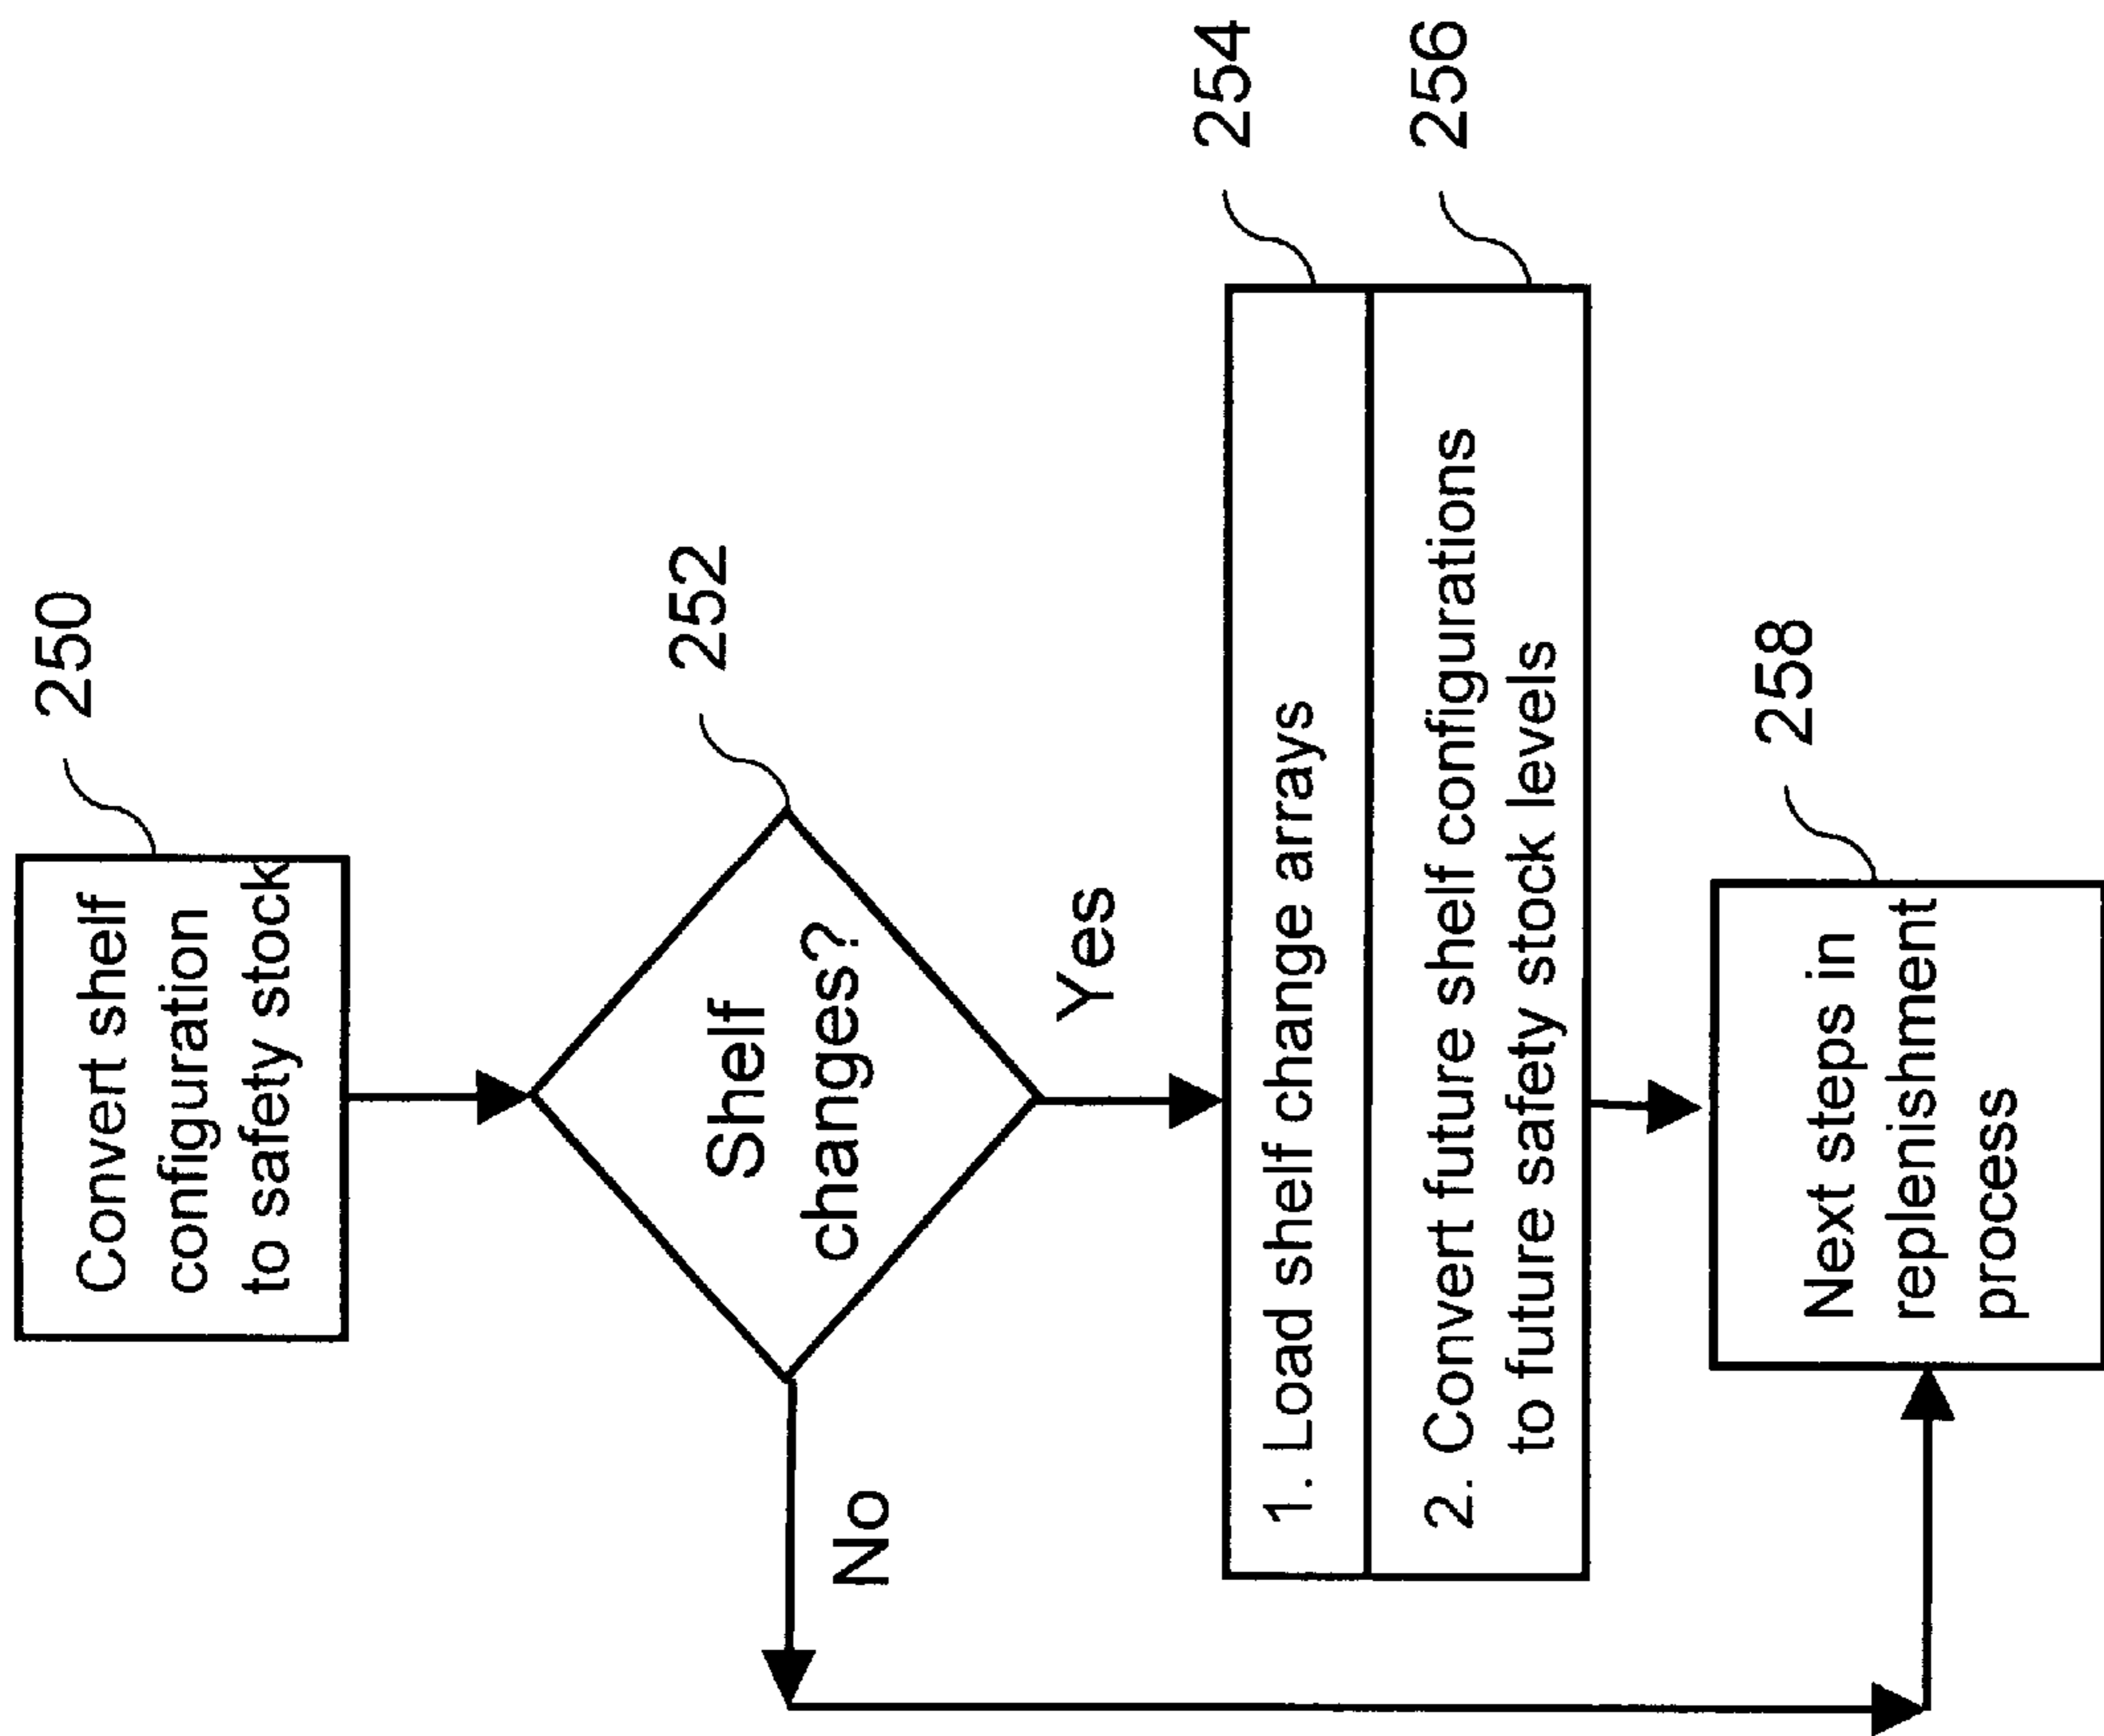 250
Convert shelf
configuration
to safety stock
252
Shelf
changes?
Yes
No
254
1. Load shelf change arrays
256
2. Convert future shelf configurations
to future safety stock levels
258
Next steps in
replenishment
process